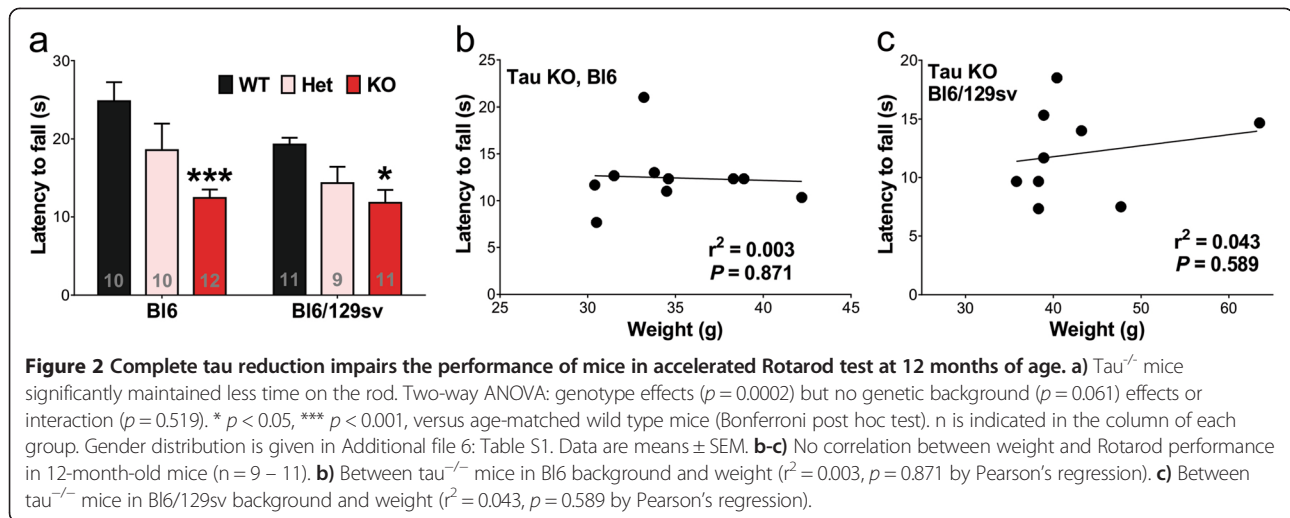 a
30
20
10
0
Latency to fall (s)
WT Het KO
***
*
10 10 12 11 9 11
Bl6 Bl6/129sv
b
25
20
15
10
5
0
Latency to fall (s)
Tau KO, Bl6
r² = 0.003
P = 0.871
25 30 35 40 45
Weight (g)
c
20
15
10
5
0
Latency to fall (s)
Tau KO
Bl6/129sv
r² = 0.043
P = 0.589
30 40 50 60
Weight (g)
Figure 2 Complete tau reduction impairs the performance of mice in accelerated Rotarod test at 12 months of age. a) Tau⁻/⁻ mice
significantly maintained less time on the rod. Two-way ANOVA: genotype effects (p = 0.0002) but no genetic background (p = 0.061) effects or
interaction (p = 0.519). * p < 0.05, *** p < 0.001, versus age-matched wild type mice (Bonferroni post hoc test). n is indicated in the column of each
group. Gender distribution is given in Additional file 6: Table S1. Data are means ± SEM. b-c) No correlation between weight and Rotarod performance
in 12-month-old mice (n = 9 – 11). b) Between tau⁻/⁻ mice in Bl6 background and weight (r² = 0.003, p = 0.871 by Pearson's regression). c) Between
tau⁻/⁻ mice in Bl6/129sv background and weight (r² = 0.043, p = 0.589 by Pearson's regression).